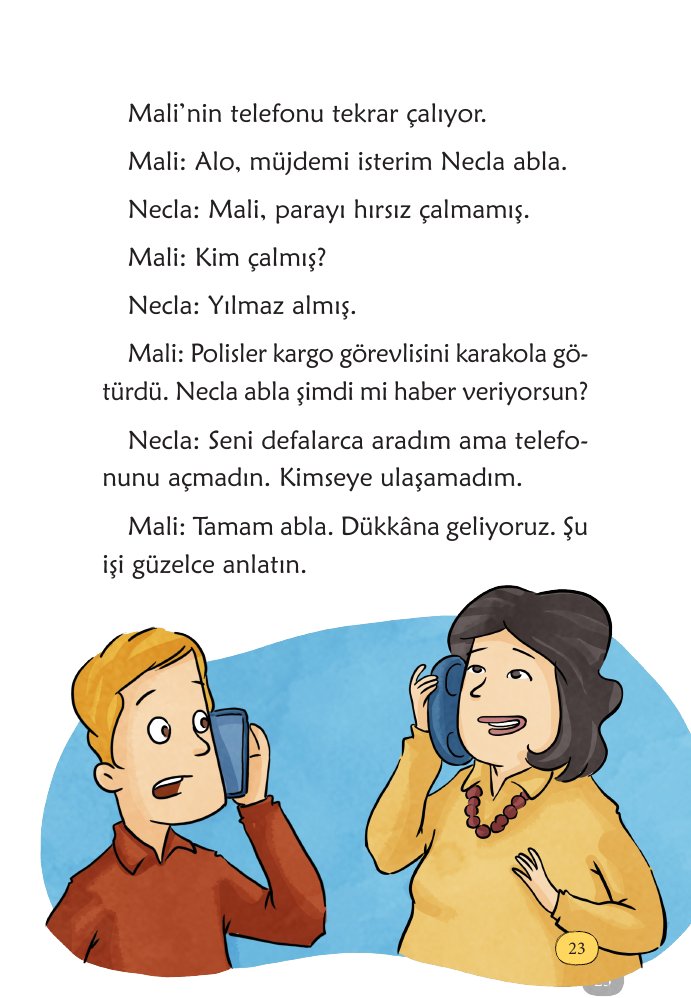 Mali’nin telefonu tekrar çalıyor.
Mali: Alo, müjdemi isterim Necla abla.
Necla: Mali, parayı hırsız çalmamış.
Mali: Kim çalmış?
Necla: Yılmaz almış.
Mali: Polisler kargo görevlisini karakola gö-
türdü. Necla abla şimdi mi haber veriyorsun?
Necla: Seni defalarca aradım ama telefo-
nunu açmadın. Kimseye ulaşamadım.
Mali: Tamam abla. Dükkâna geliyoruz. Şu
işi güzelce anlatın.
23